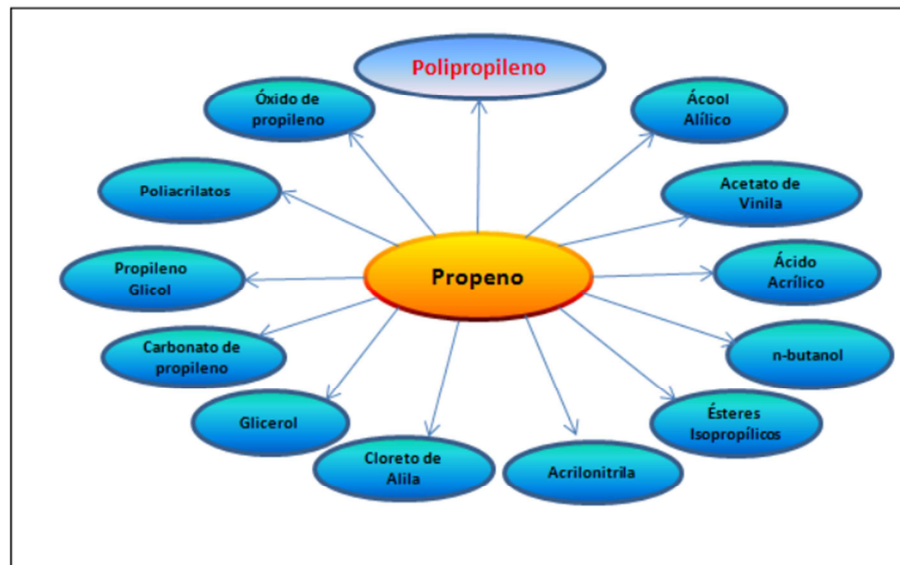 Polipropileno
Óxido de
propileno
Ácool
Alílico
Poliacrilatos
Acetato de
Vinila
Propileno
Glicol
Propeno
Ácido
Acrílico
Carbonato de
propileno
n-butanol
Glicerol
Ésteres
Isopropílicos
Cloreto de
Alila
Acrilonitrila